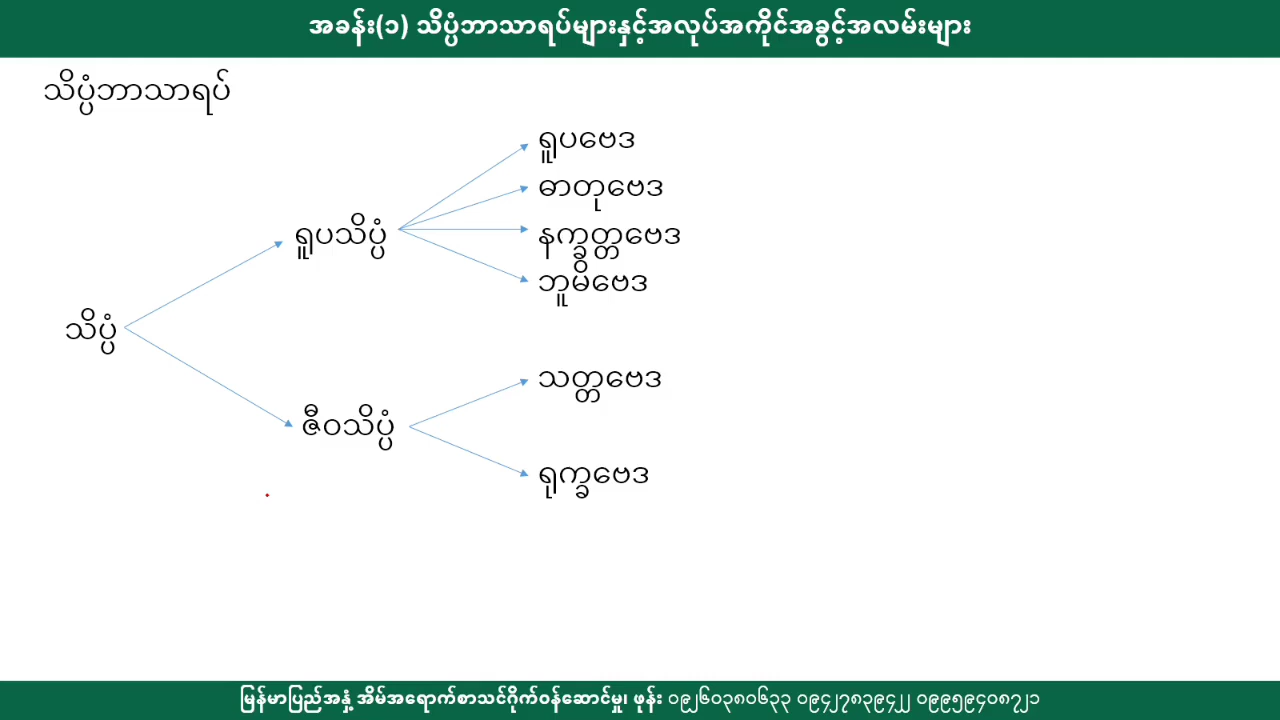 အခန်း(၁) သိပ္ပံဘာသာရပ်များနှင့်အလုပ်အကိုင်အခွင့်အလမ်းများ
သိပ္ပံဘာသာရပ်
ရူပဗေဒ
ဓာတုဗေဒ
ရူပသိပ္ပံ
နက္ခတ္တဗေဒ
ဘူမိဗေဒ
သိပ္ပံ
သတ္တဗေဒ
ဇီဝသိပ္ပံ
ရုက္ခဗေဒ
မြန်မာပြည်အနှံ့ အိမ်အရောက်စာသင်ဂိုက်ဝန်ဆောင်မှု၊ ဖုန်း ၀၉၂၆၀၃၈၀၆၃၃ ၀၉၄၂၇၈၃၉၄၂၂ ၀၉၉၅၉၄၀၈၇၂၁